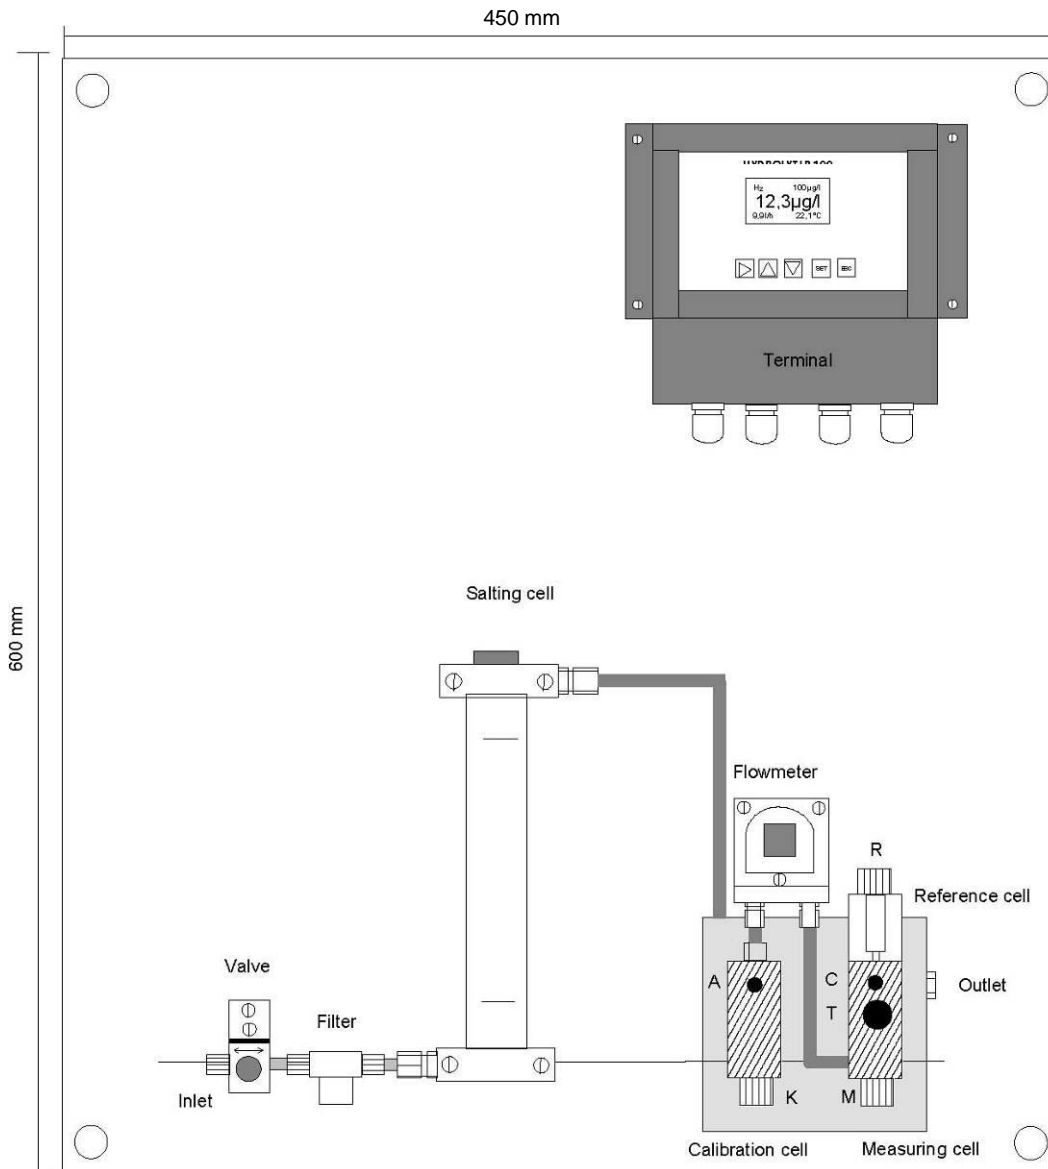 450 mm
600 mm
Hz 100µg/l
12,3µg/l
9,9l/h 22,1°C
SET ESC
Terminal
Salting cell
Flowmeter
R
Reference cell
Valve
A
C
Outlet
Filter
T
Inlet
K
M
Calibration cell
Measuring cell